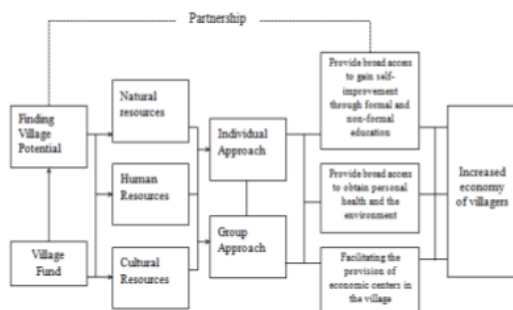 Partnership
Finding
Village
Potential
Village
Fund
Natural
resources
Human
Resources
Cultural
Resources
Individual
Approach
Group
Approach
Provide broad access
to gain self-
improvement
through formal and
non-formal
education
Provide broad access
to obtain personal
health and the
environment
Facilitating the
provision of
economic centers in
the village
Increased
economy
of villagers